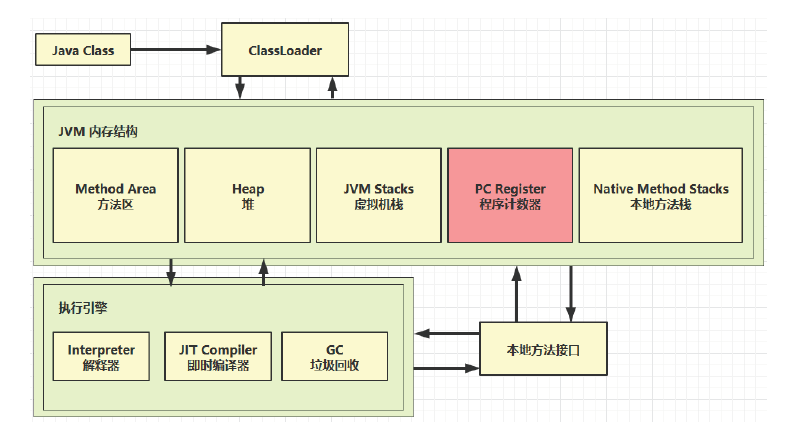 Java Class
ClassLoader
JVM 内存结构
Method Area
方法区
Heap
堆
JVM Stacks
虚拟机栈
PC Register
程序计数器
Native Method Stacks
本地方法栈
执行引擎
Interpreter
解释器
JIT Compiler
即时编译器
GC
垃圾回收
本地方法接口